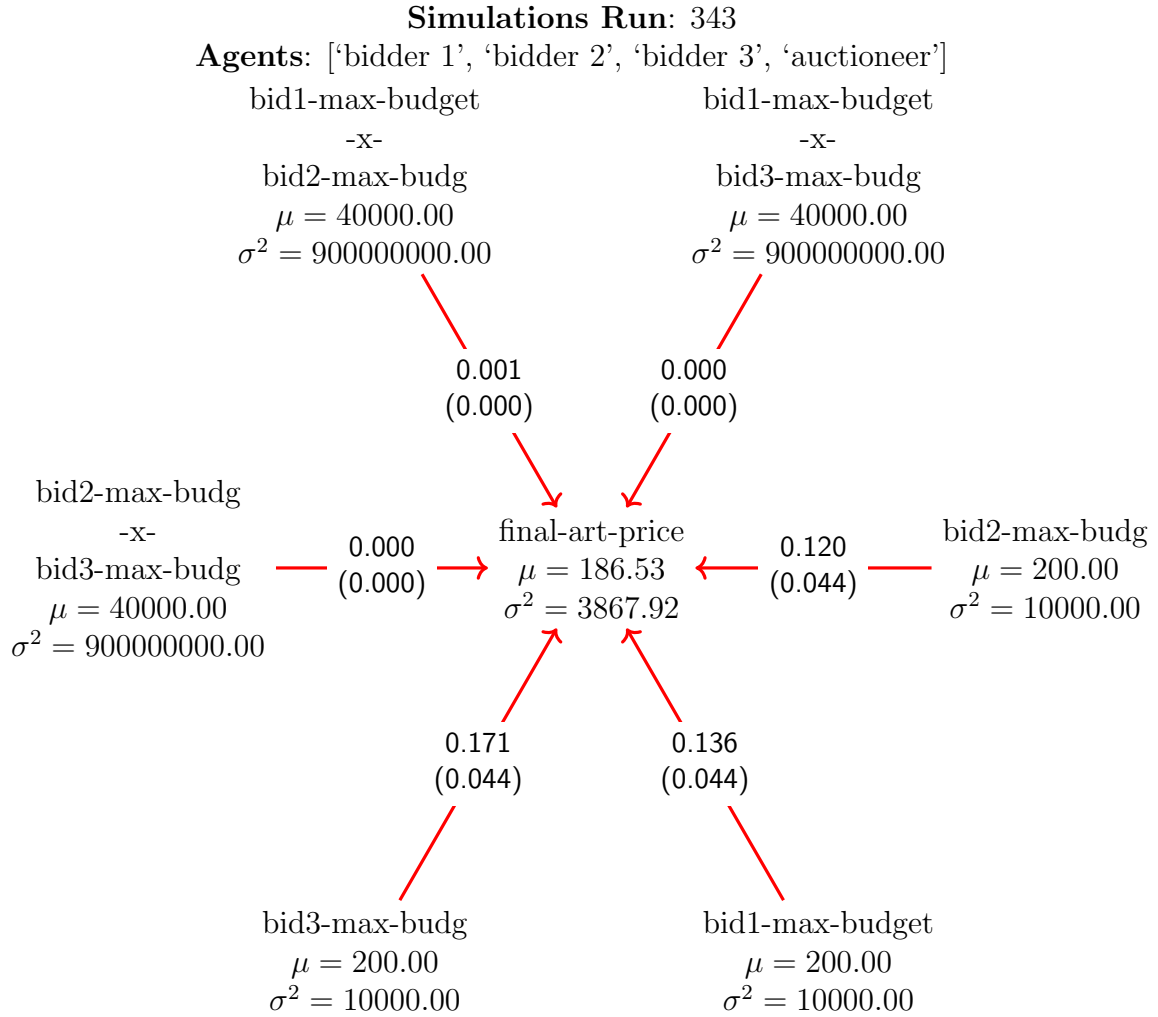 Simulations Run: 343
Agents: [‘bidder 1’, ‘bidder 2’, ‘bidder 3’, ‘auctioneer’]
bid1-max-budget
-x-
bid2-max-budg
μ = 40000.00
σ² = 900000000.00
bid1-max-budget
-x-
bid3-max-budg
μ = 40000.00
σ² = 900000000.00
0.001
(0.000)
0.000
(0.000)
bid2-max-budg
-x-
bid3-max-budg
μ = 40000.00
σ² = 900000000.00
0.000
(0.000)
final-art-price
μ = 186.53
σ² = 3867.92
0.120
(0.044)
bid2-max-budg
μ = 200.00
σ² = 10000.00
0.171
(0.044)
0.136
(0.044)
bid3-max-budg
μ = 200.00
σ² = 10000.00
bid1-max-budget
μ = 200.00
σ² = 10000.00